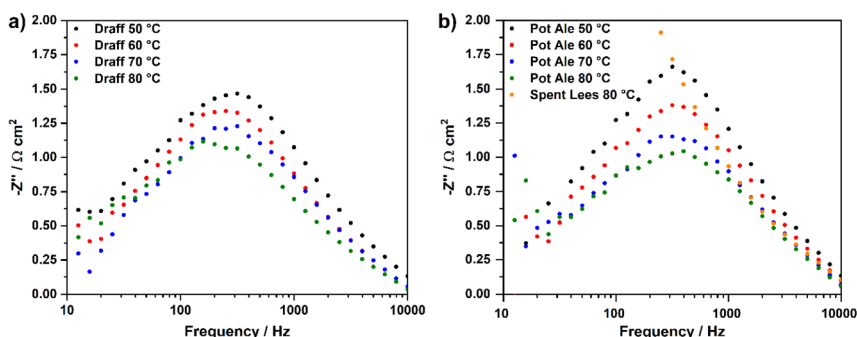 a)
Draff 50 °C
Draff 60 °C
Draff 70 °C
Draff 80 °C
-Z'' / Ω cm²
2.00
1.75
1.50
1.25
1.00
0.75
0.50
0.25
0.00
10
100
1000
10000
Frequency / Hz
b)
Pot Ale 50 °C
Pot Ale 60 °C
Pot Ale 70 °C
Pot Ale 80 °C
Spent Lees 80 °C
-Z'' / Ω cm²
2.00
1.75
1.50
1.25
1.00
0.75
0.50
0.25
0.00
10
100
1000
10000
Frequency / Hz